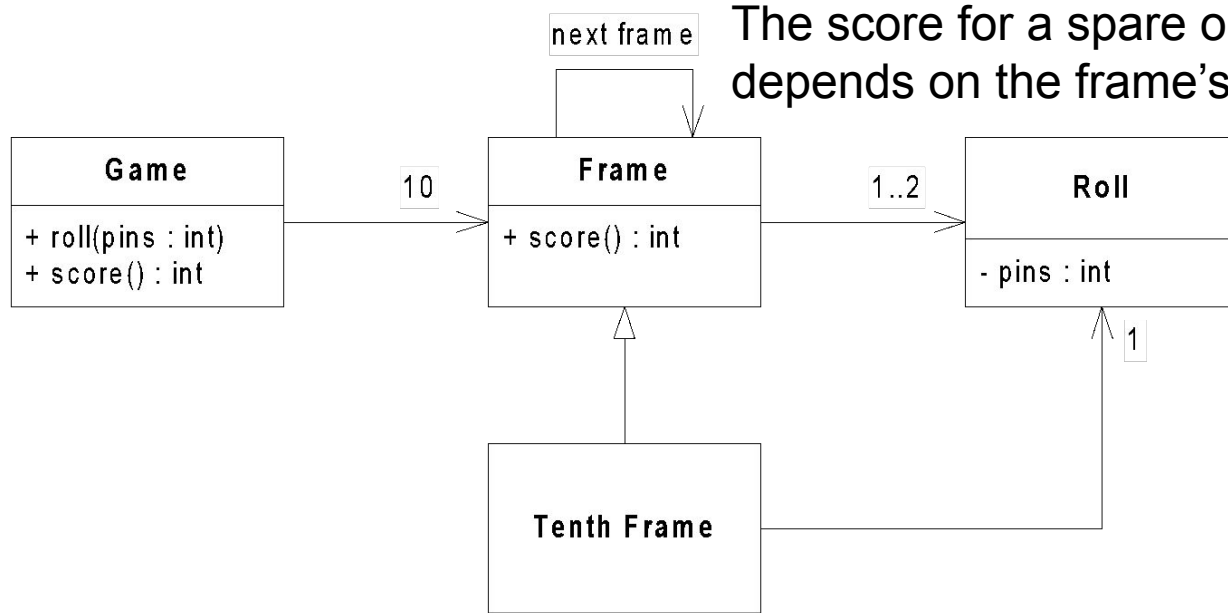 The score for a spare o
depends on the frame’s
next frame
Game
+ roll(pins : int)
+ score() : int
10
Frame
+ score() : int
1..2
Roll
- pins : int
1
Tenth Frame